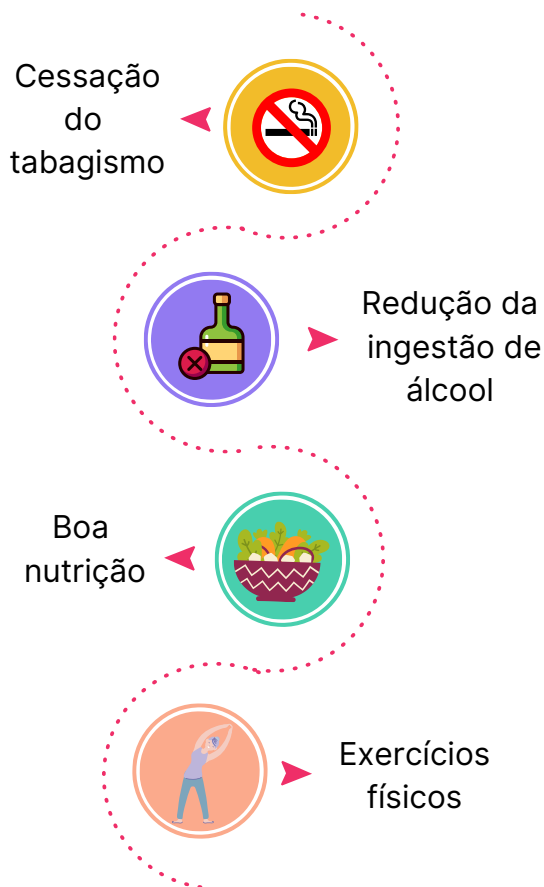 Cessação
do
tabagismo
Redução da
ingestão de
álcool
Boa
nutrição
Exercícios
físicos